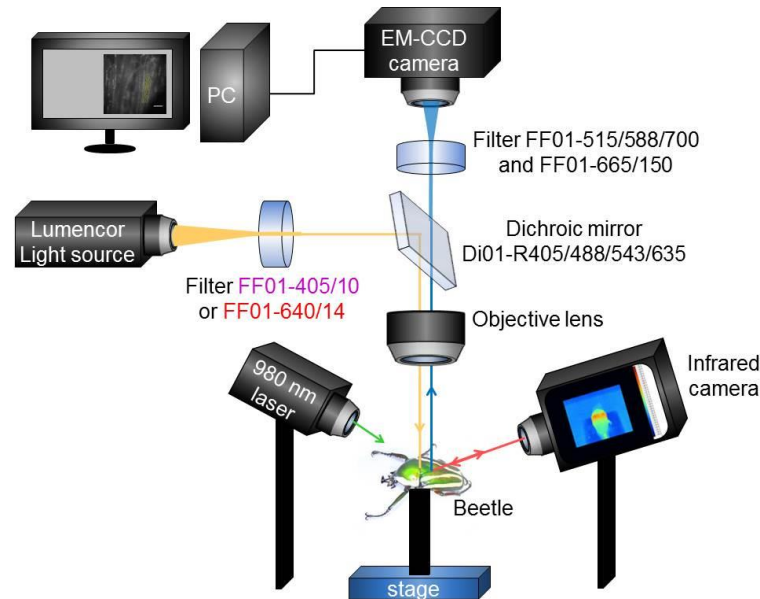 EM-CCD
camera
PC
Filter FF01-515/588/700
and FF01-665/150
Lumencor
Light source
Dichroic mirror
Di01-R405/488/543/635
Filter FF01-405/10
or FF01-640/14
Objective lens
980 nm
laser
Infrared
camera
Beetle
stage